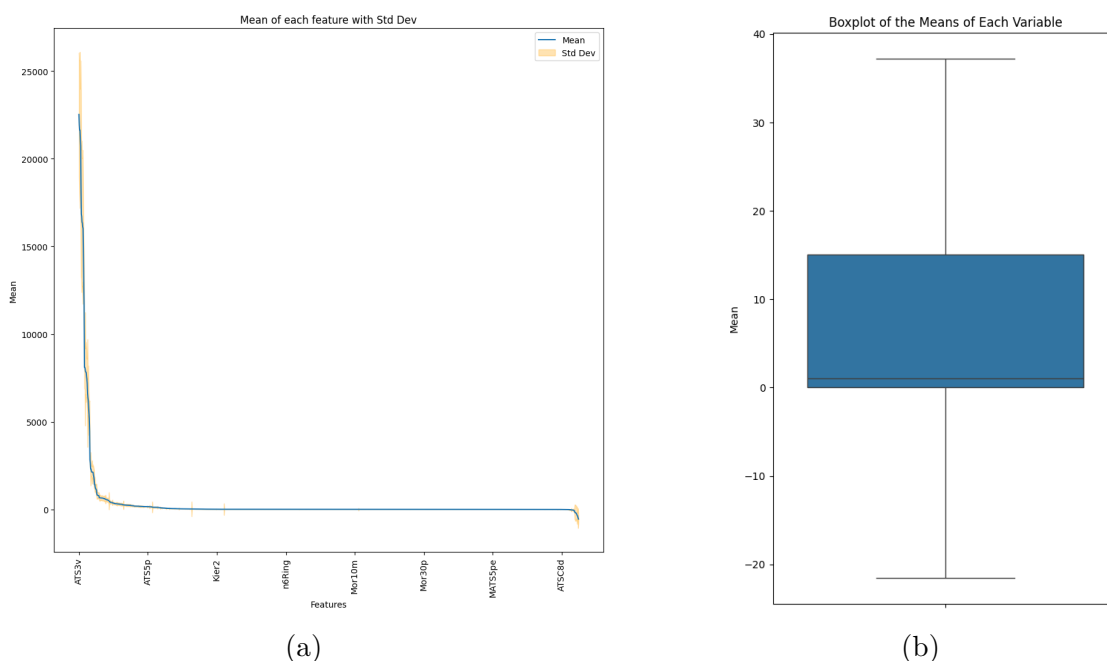 Mean of each feature with Std Dev
Mean
Std Dev
25000
20000
15000
10000
5000
0
Mean
ATS3v
ATS5p
Kier2
n6Ring
Mor10m
Mor30p
MATS5pe
ATSC8d
Features
(a)
Boxplot of the Means of Each Variable
40
30
20
10
0
−10
−20
Mean
(b)